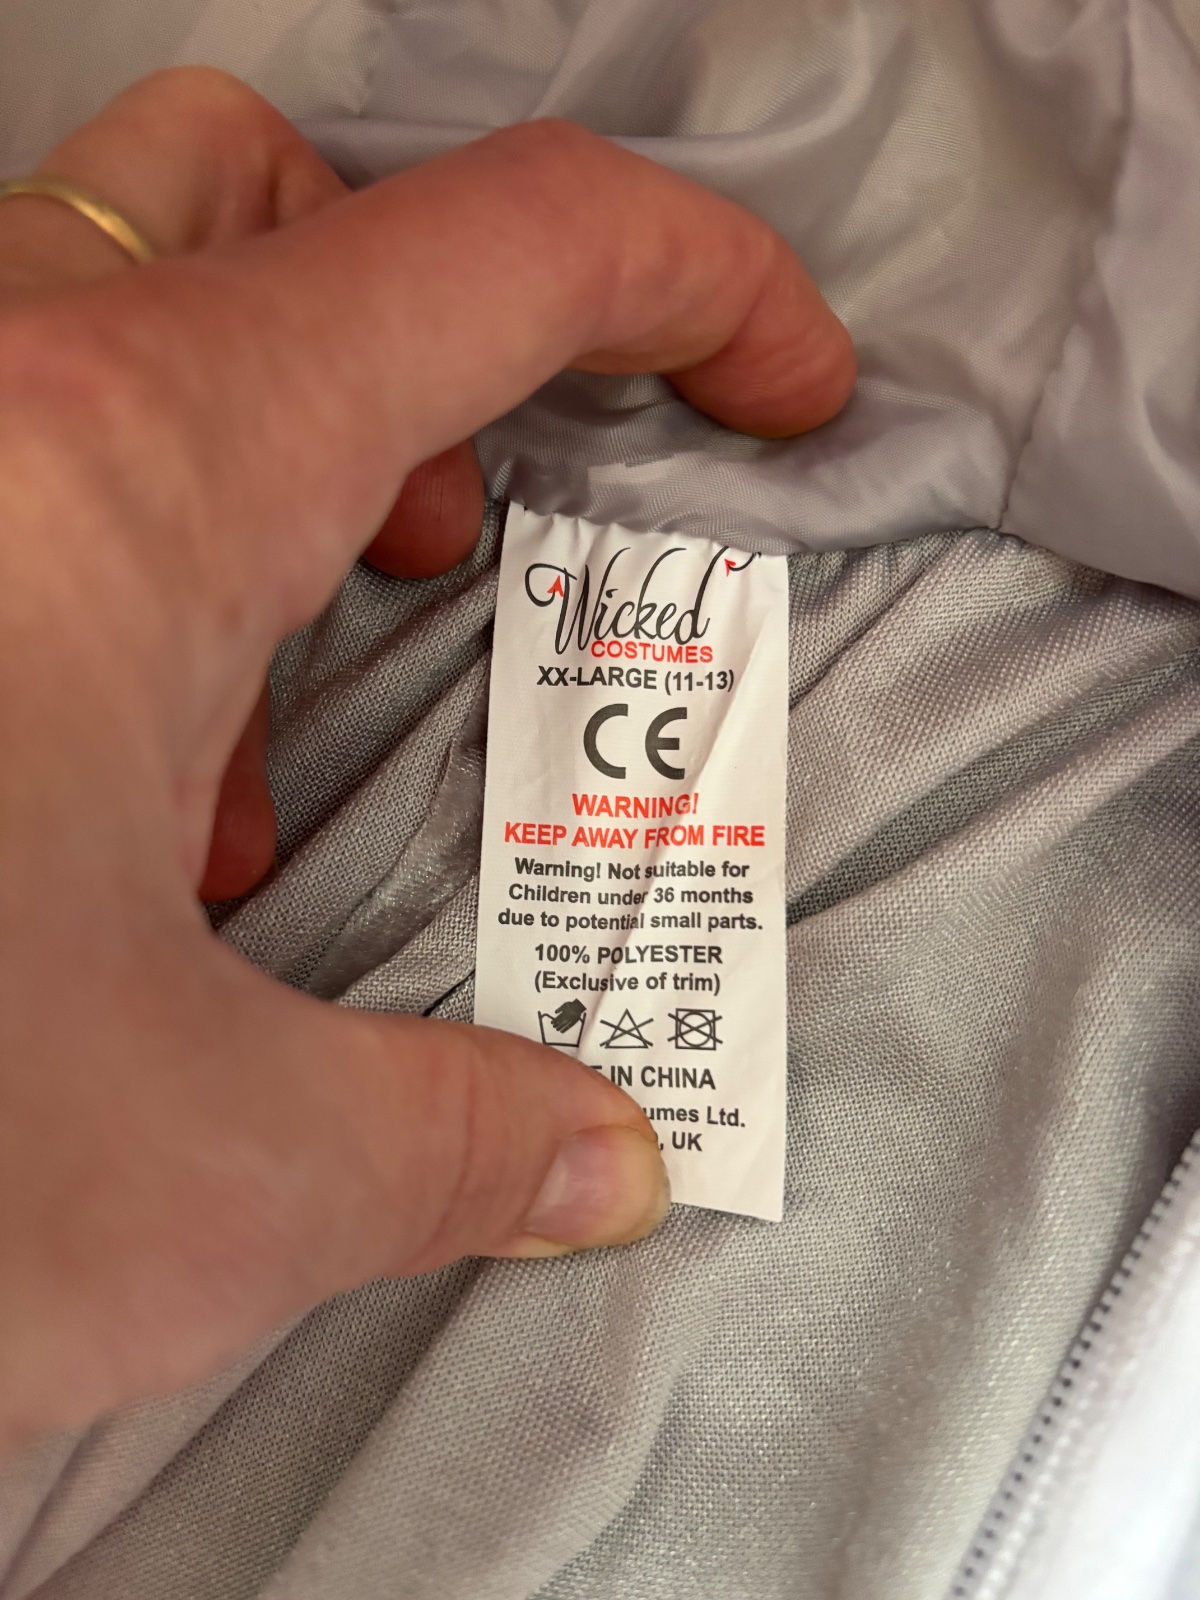 Wicked
COSTUMES
XX-LARGE (11-13)
CE
WARNING!
KEEP AWAY FROM FIRE
Warning! Not suitable for
Children under 36 months
due to potential small parts.
100% POLYESTER
(Exclusive of trim)
IN CHINA
Ltd.
, UK